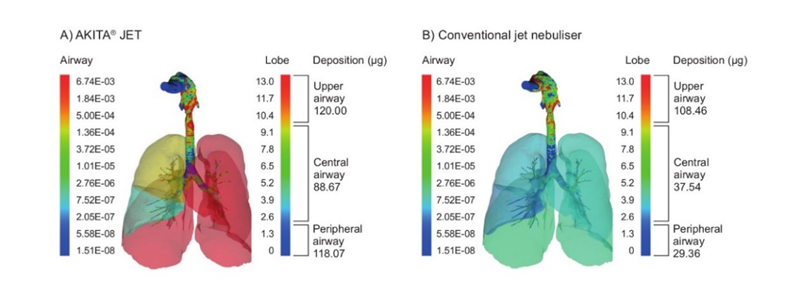 A) AKITA® JET
Airway
6.74E-03
1.84E-03
5.00E-04
1.36E-04
3.72E-05
1.01E-05
2.76E-06
7.52E-07
2.05E-07
5.58E-08
1.51E-08
Lobe
13.0
11.7
10.4
9.1
7.8
6.5
5.2
3.9
2.6
1.3
0
Deposition (µg)
Upper
airway
120.00
Central
airway
88.67
Peripheral
airway
118.07
B) Conventional jet nebuliser
Airway
6.74E-03
1.84E-03
5.00E-04
1.36E-04
3.72E-05
1.01E-05
2.76E-06
7.52E-07
2.05E-07
5.58E-08
1.51E-08
Lobe
13.0
11.7
10.4
9.1
7.8
6.5
5.2
3.9
2.6
1.3
0
Deposition (µg)
Upper
airway
108.46
Central
airway
37.54
Peripheral
airway
29.36